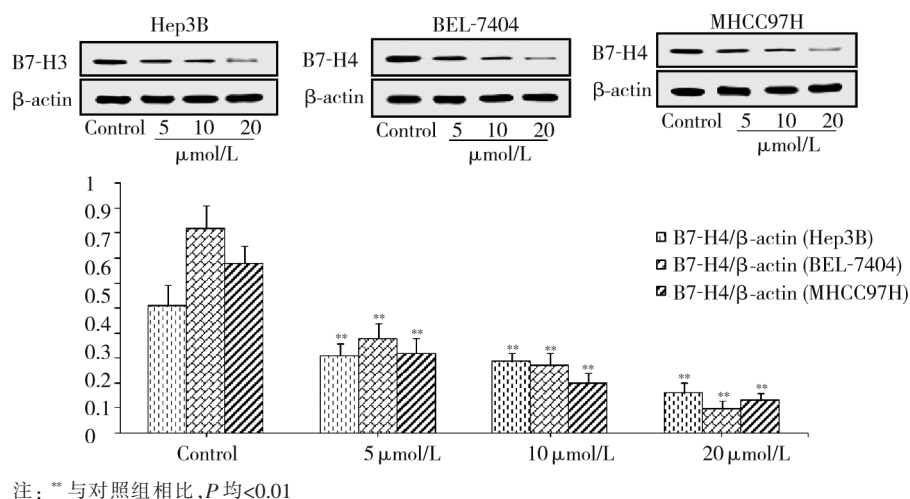 Hep3B
B7-H3
β-actin
Control 5 10 20
μmol/L
BEL-7404
B7-H4
β-actin
Control 5 10 20
μmol/L
MHCC97H
B7-H4
β-actin
Control 5 10 20
μmol/L
1
0.9
0.7
0.6
0.5
0.4
0.3
0.2
0.1
0
** ** **
** ** **
** ** **
Control 5 μmol/L 10 μmol/L 20 μmol/L
B7-H4/β-actin (Hep3B)
B7-H4/β-actin (BEL-7404)
B7-H4/β-actin (MHCC97H)
注: ** 与对照组相比,P 均<0.01